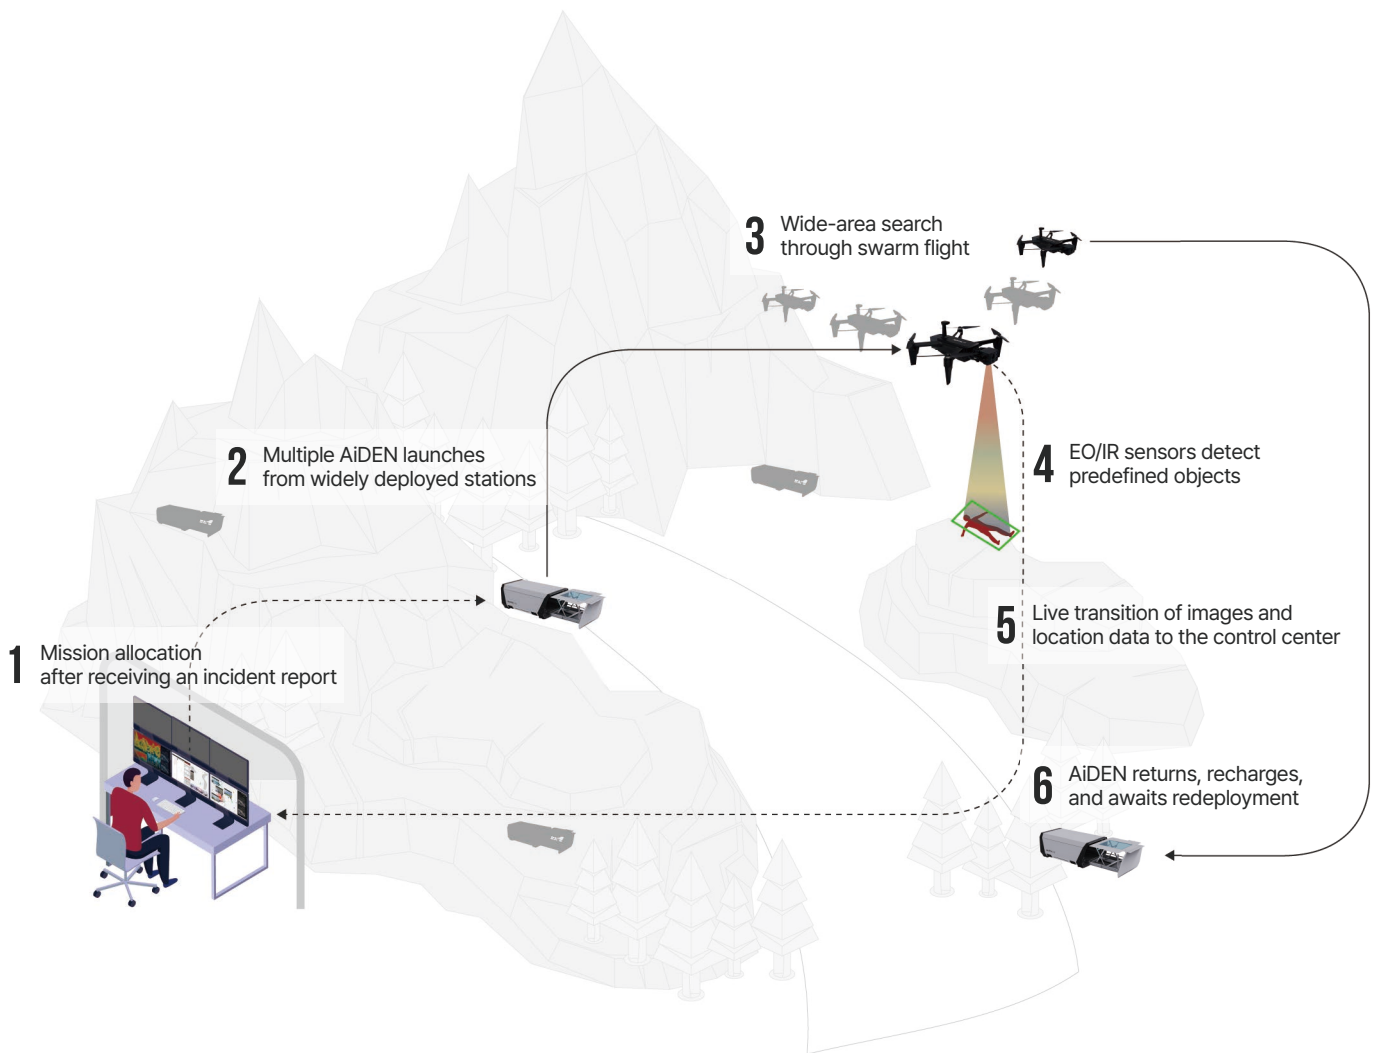 1
Mission allocation
after receiving an incident report
2
Multiple AiDEN launches
from widely deployed stations
3
Wide-area search
through swarm flight
4
EO/IR sensors detect
predefined objects
5
Live transition of images and
location data to the control center
6
AiDEN returns, recharges,
and awaits redeployment